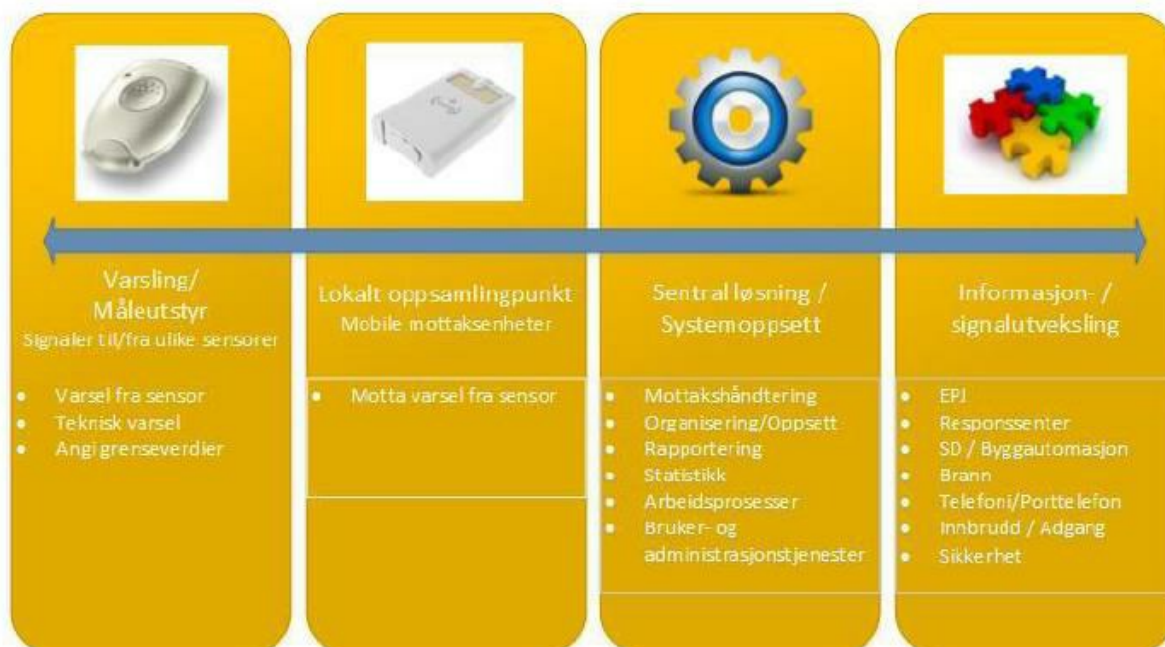 Varsling/
Måleutstyr
Signaler til/fra ulike sensorer
• Varsel fra sensor
• Teknisk varsel
• Angi grenseverdier
Lokalt oppsamlingpunkt
Mobile mottaksenheter
• Motta varsel fra sensor
Sentral løsning /
Systemoppsett
• Mottakshåndtering
• Organisering/Oppsett
• Rapportering
• Statistikk
• Arbeidsprosesser
• Bruker- og
administrasjonstjenester
Informasjon- /
signalutveksling
• EPJ
• Responssenter
• SD / Byggautomasjon
• Brann
• Telefoni/Porttelefon
• Innbrudd / Adgang
• Sikkerhet